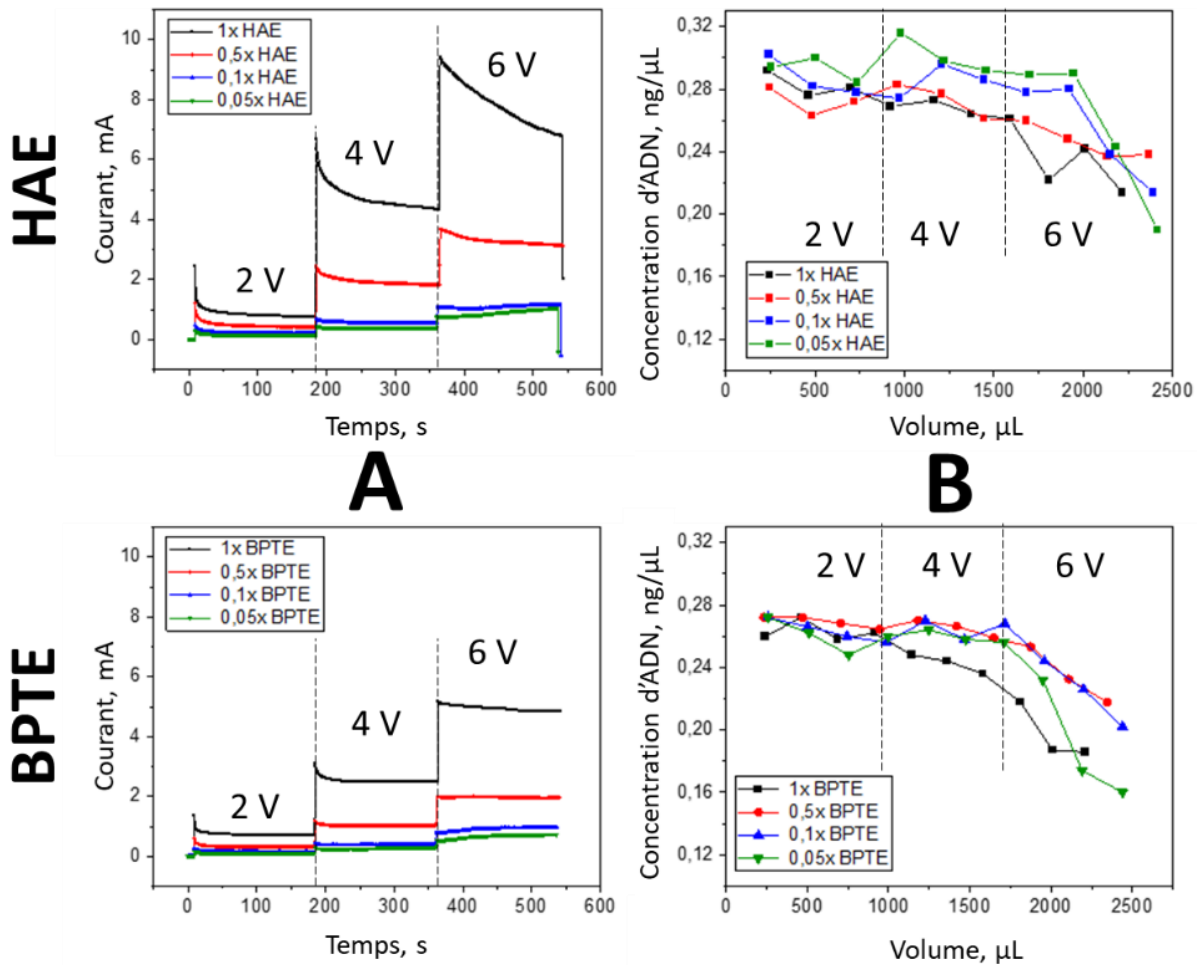 HAE
10
8
6
4
2
0
Courant, mA
1x HAE
0,5x HAE
0,1x HAE
0,05x HAE
2 V
4 V
6 V
0 100 200 300 400 500 600
Temps, s
0,32
0,28
0,24
0,20
0,16
0,12
Concentration d'ADN, ng/µL
2 V
4 V
6 V
1x HAE
0,5x HAE
0,1x HAE
0,05x HAE
0 500 1000 1500 2000 2500
Volume, µL
A
B
BPTE
10
8
6
4
2
0
Courant, mA
1x BPTE
0,5x BPTE
0,1x BPTE
0,05x BPTE
2 V
4 V
6 V
0 100 200 300 400 500 600
Temps, s
0,32
0,28
0,24
0,20
0,16
0,12
Concentration d'ADN, ng/µL
2 V
4 V
6 V
1x BPTE
0,5x BPTE
0,1x BPTE
0,05x BPTE
0 500 1000 1500 2000 2500
Volume, µL